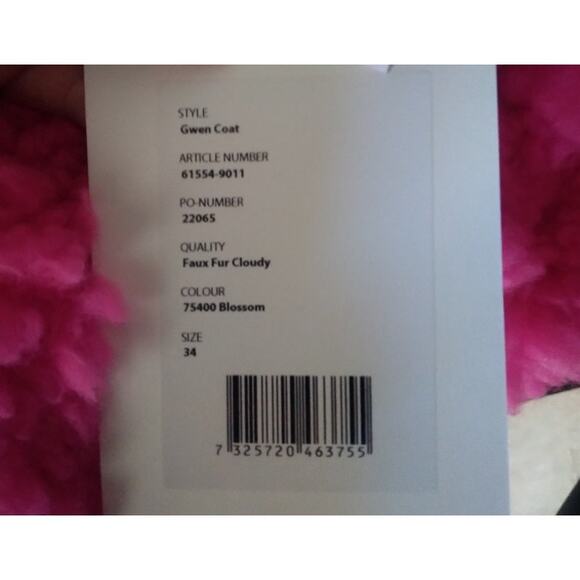 STYLE
Gwen Coat
ARTICLE NUMBER
61554-9011
PO-NUMBER
22065
QUALITY
Faux Fur Cloudy
COLOUR
75400 Blossom
SIZE
34
7 325720 463755